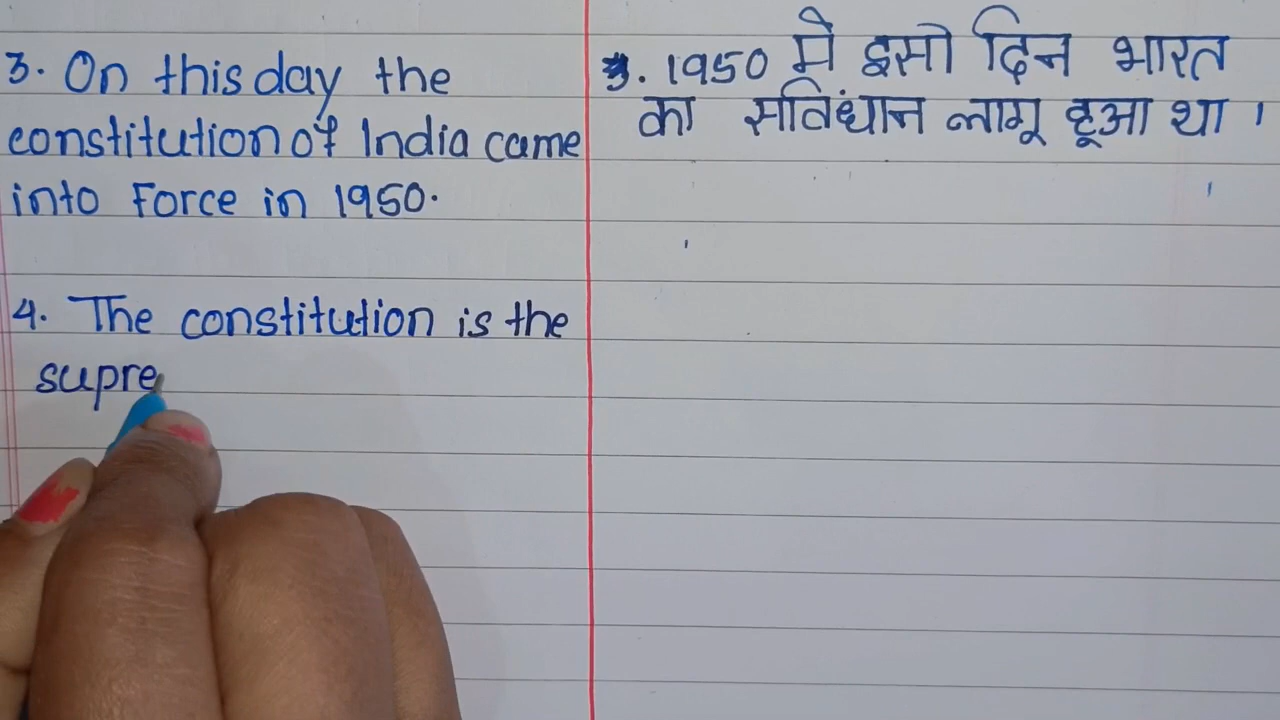 3. On this day the
constitution of India came
into Force in 1950.
4. The constitution is the
supre
3. 1950 मे इसी दिन भारत
का सविंधान लागू हूआ था ।